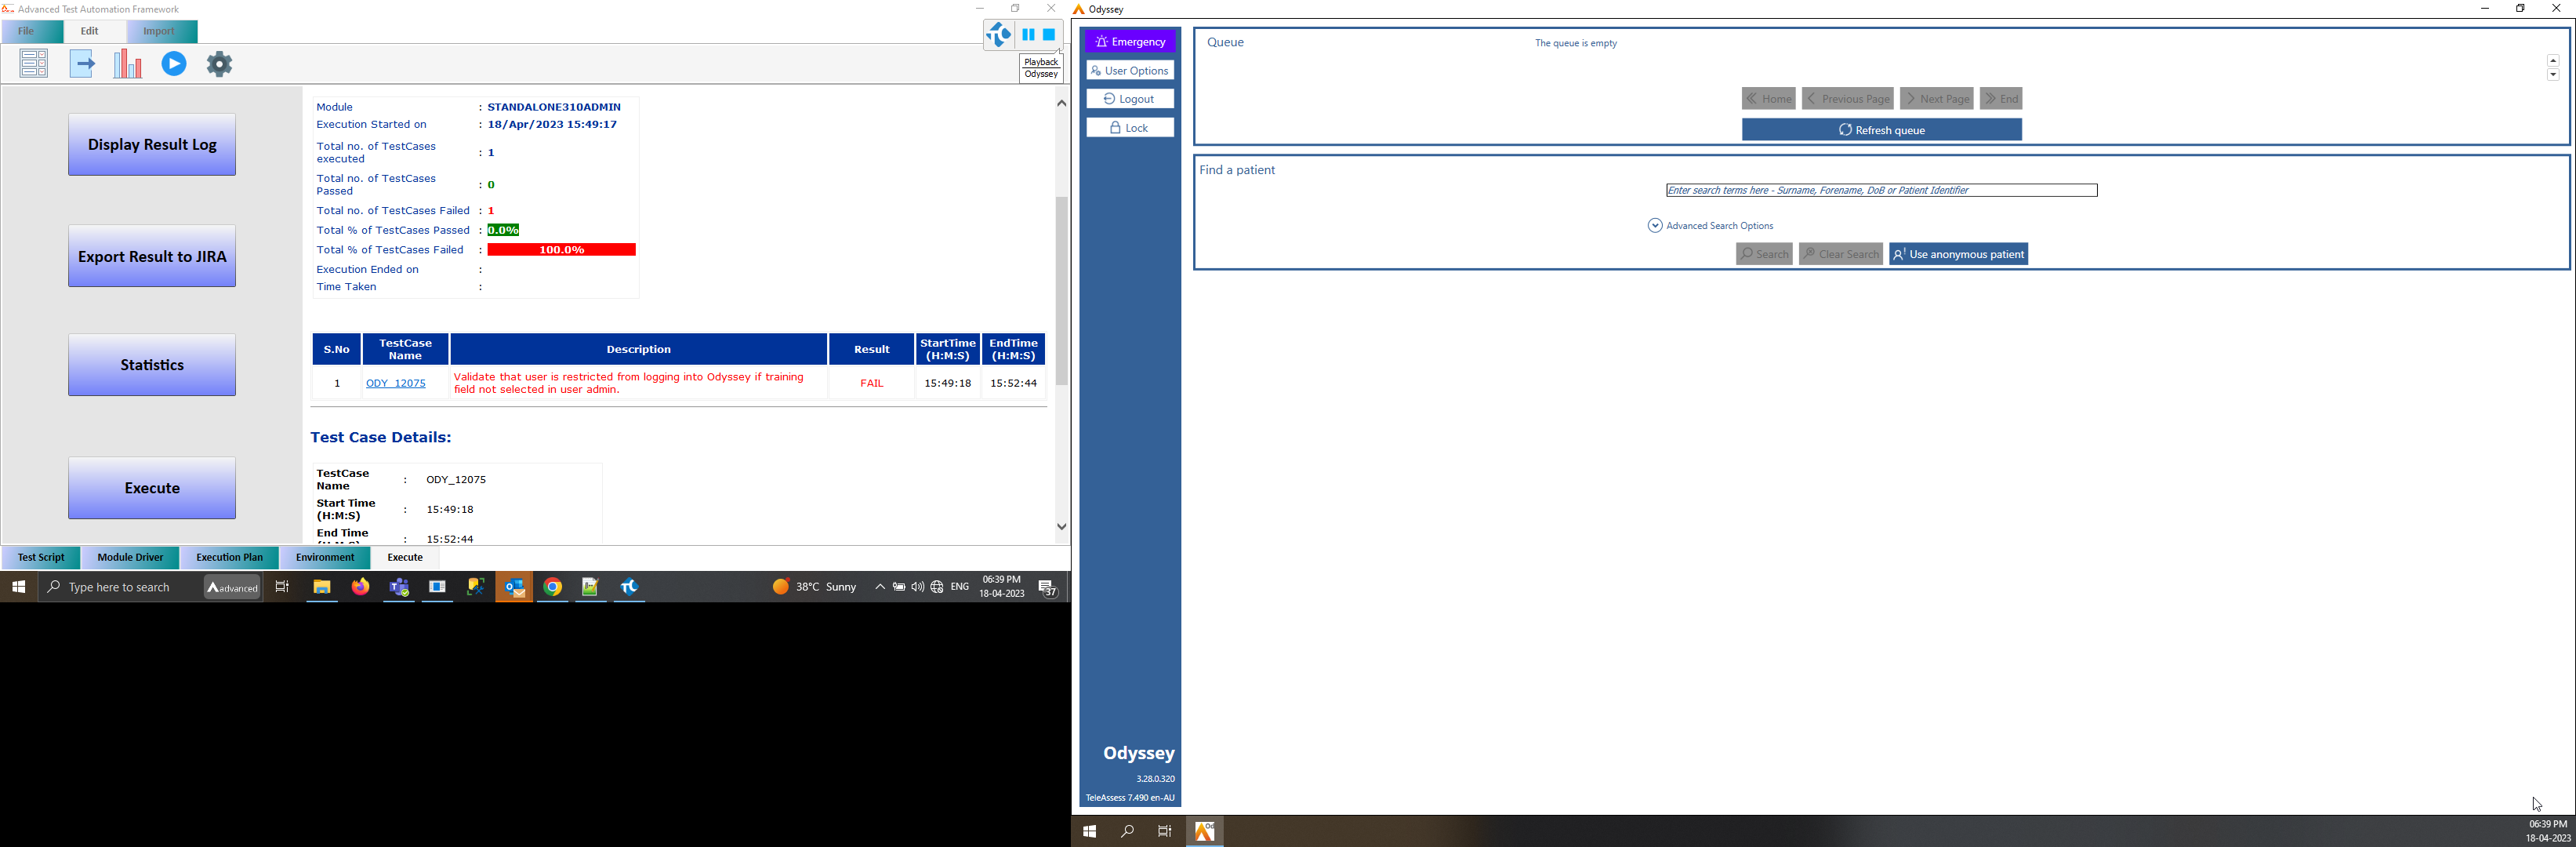 Advanced Test Automation Framework
File
Edit
Import
Playback
Odyssey
Display Result Log
Export Result to JIRA
Statistics
Execute
Module : STANDALONE310ADMIN
Execution Started on : 18/Apr/2023 15:49:17
Total no. of TestCases executed : 1
Total no. of TestCases Passed : 0
Total no. of TestCases Failed : 1
Total % of TestCases Passed : 0.0%
Total % of TestCases Failed : 100.0%
Execution Ended on :
Time Taken :
S.No TestCase Name Description Result StartTime (H:M:S) EndTime (H:M:S)
1 ODY_12075 Validate that user is restricted from logging into Odyssey if training field not selected in user admin. FAIL 15:49:18 15:52:44
Test Case Details:
TestCase Name : ODY_12075
Start Time (H:M:S) : 15:49:18
End Time : 15:52:44
Test Script
Module Driver
Execution Plan
Environment
Execute
Type here to search
advanced
38°C Sunny
ENG
06:39 PM
18-04-2023
37
Odyssey
Emergency
User Options
Logout
Lock
Queue
The queue is empty
Home
Previous Page
Next Page
End
Refresh queue
Find a patient
Enter search terms here - Surname, Forename, DoB or Patient Identifier
Advanced Search Options
Search
Clear Search
Use anonymous patient
Odyssey
3.28.0.320
TeleAssess 7.490 en-AU
06:39 PM
18-04-2023